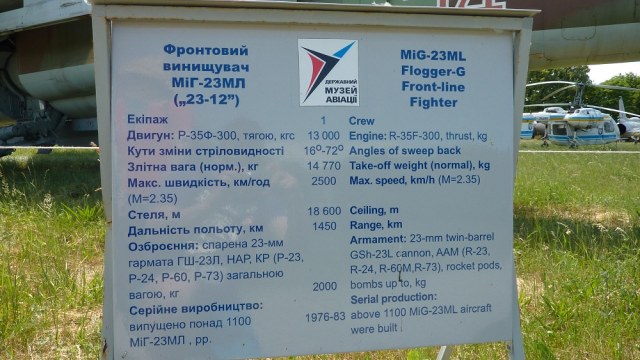 Фронтовий
винищувач
МіГ-23МЛ
(„23-12”)
ДЕРЖАВНИЙ
МУЗЕЙ
АВІАЦІЇ
MiG-23ML
Flogger-G
Front-line
Fighter
Екіпаж 1 Crew
Двигун: Р-35Ф-300, тягою, кгс 13 000 Engine: R-35F-300, thrust, kg
Кути зміни стріловидності 16º-72º Angles of sweep back
Злітна вага (норм.), кг 14 770 Take-off weight (normal), kg
Макс. швидкість, км/год 2500 Max. speed, km/h (M=2.35)
(М=2.35)
Стеля, м 18 600 Ceiling, m
Дальність польоту, км 1450 Range, km
Озброєння: спарена 23-мм
гармата ГШ-23Л, НАР, КР (Р-23,
Р-24, Р-60, Р-73) загальною
вагою, кг 2000
Armament: 23-mm twin-barrel
GSh-23L cannon, AAM (R-23,
R-24, R-60M,R-73), rocket pods,
bombs up to, kg
Серійне виробництво:
випущено понад 1100
МіГ-23МЛ , рр. 1976-83
Serial production:
above 1100 MiG-23ML aircraft
were built